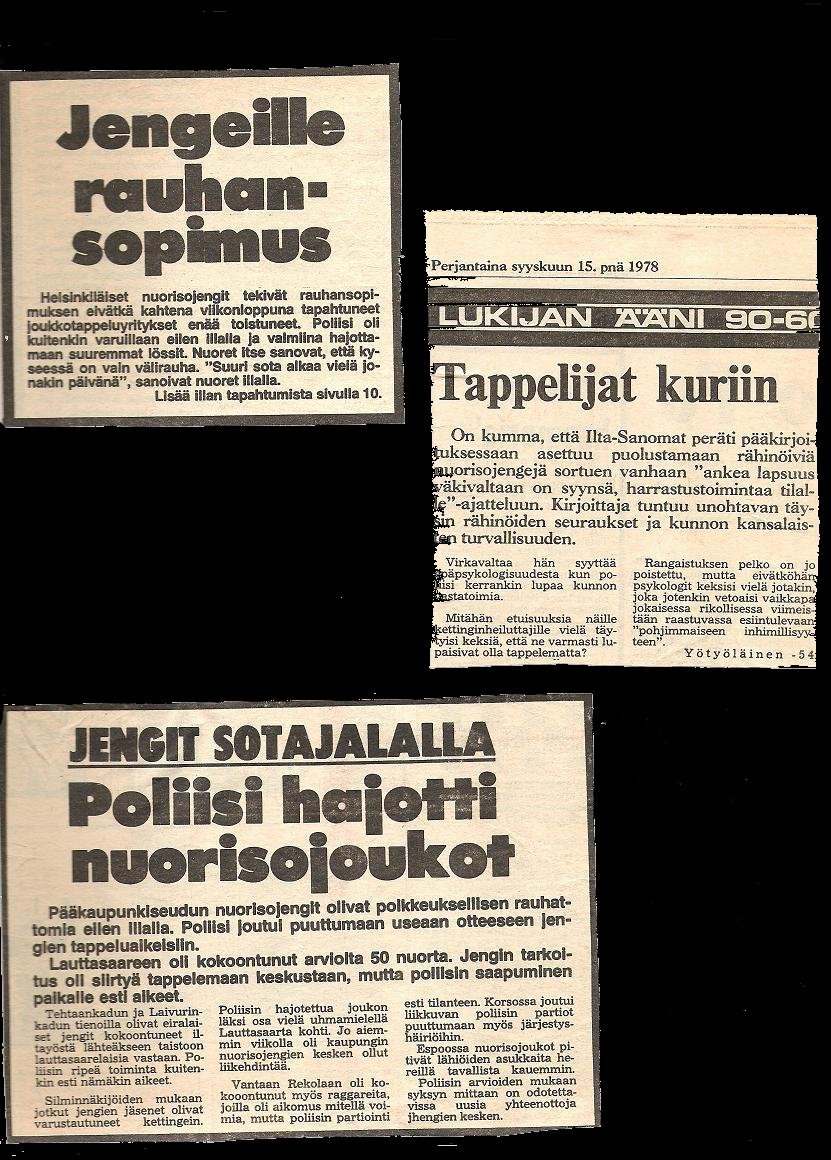 Jengeille
rauhan-
sopimus
Helsinkiläiset nuorisojengit tekivät rauhansopi-
muksen eivätkä kahtena viikonloppuna tapahtuneet
joukkotappeluyritykset enää toistuneet. Poliisi oli
kuitenkin varuillaan eilen illalla ja valmiina hajotta-
maan suuremmat lössit. Nuoret itse sanovat, että ky-
seessä on vain välirauha. "Suuri sota alkaa vielä jo-
nakin päivänä", sanoivat nuoret illalla.
Lisää illan tapahtumista sivulla 10.
Perjantaina syyskuun 15. pnä 1978
LUKIJAN ÄÄNI 90-60
Tappelijat kuriin
On kumma, että Ilta-Sanomat peräti pääkirjoi-
tuksessaan asettuu puolustamaan rähinöiviä
nuorisojengejä sortuen vanhaan "ankea lapsuus
väkivaltaan on syynsä, harrastustoimintaa tilal-
le"-ajatteluun. Kirjoittaja tuntuu unohtavan täy-
sin rähinöiden seuraukset ja kunnon kansalais-
ten turvallisuuden.
Virkavaltaa hän syyttää
epäpsykologisuudesta kun po-
liisi kerrankin lupaa kunnon
vastatoimia.
Mitähän etuisuuksia näille
kettinginheiluttajille vielä täy-
tyisi keksiä, että ne varmasti lu-
paisivat olla tappelematta?
Rangaistuksen pelko on jo
poistettu, mutta eivätköhän
psykologit keksisi vielä jotakin,
joka jotenkin vetoaisi vaikkapa
jokaisessa rikollisessa viimeis-
tään raastuvassa esiintulevaan
"pohjimmaiseen inhimillisyy-
teen".
Yötyöläinen -54
JENGIT SOTAJALALLA
Poliisi hajotti
nuorisojoukot
Pääkaupunkiseudun nuorisojengit olivat poikkeuksellisen rauhat-
tomia eilen illalla. Poliisi joutui puuttumaan useaan otteeseen jen-
gien tappeluaikeisiin.
Lauttasaareen oli kokoontunut arviolta 50 nuorta. Jengin tarkoi-
tus oli siirtyä tappelemaan keskustaan, mutta poliisin saapuminen
paikalle esti aikeet.
Tehtaankadun ja Laivurin-
kadun tienoilla olivat eiralai-
set jengit kokoontuneet il-
tayöstä lähteäkseen taistoon
lauttasaarelaisia vastaan. Po-
liisin ripeä toiminta kuiten-
kin esti nämäkin aikeet.
Silminnäkijöiden mukaan
jotkut jengien jäsenet olivat
varustautuneet kettingein.
Poliisin hajotettua joukon
läksi osa vielä uhmamielellä
Lauttasaarta kohti. Jo aiem-
min viikolla oli kaupungin
nuorisojengien kesken ollut
liikehdintää.
Vantaan Rekolaan oli ko-
kooontunut myös raggareita,
joilla oli aikomus mitellä voi-
mia, mutta poliisin partiointi
esti tilanteen. Korsossa joutui
liikkuvan poliisin partiot
puuttumaan myös järjestys-
häiriöihin.
Espoossa nuorisojoukot pi-
tivät lähiöiden asukkaita he-
reillä tavallista kauemmin.
Poliisin arvioiden mukaan
syksyn mittaan on odotetta-
vissa uusia yhteenottoja
jhengien kesken.